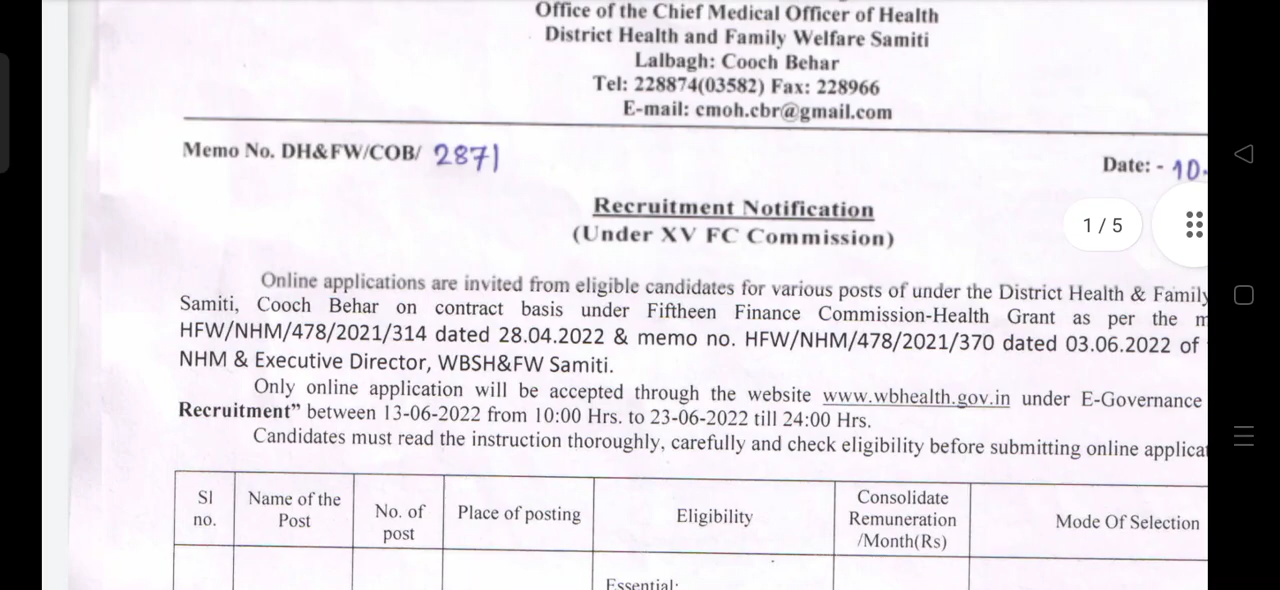 Office of the Chief Medical Officer of Health
District Health and Family Welfare Samiti
Lalbagh: Cooch Behar
Tel: 228874(03582) Fax: 228966
E-mail: cmoh.cbr@gmail.com
Memo No. DH&FW/COB/ 2871
Date: - 10.
Recruitment Notification
(Under XV FC Commission)
1 / 5
Online applications are invited from eligible candidates for various posts of under the District Health & Family
Samiti, Cooch Behar on contract basis under Fiftheen Finance Commission-Health Grant as per the
HFW/NHM/478/2021/314 dated 28.04.2022 & memo no. HFW/NHM/478/2021/370 dated 03.06.2022 of
NHM & Executive Director, WBSH&FW Samiti.
Only online application will be accepted through the website www.wbhealth.gov.in under E-Governance
Recruitment” between 13-06-2022 from 10:00 Hrs. to 23-06-2022 till 24:00 Hrs.
Candidates must read the instruction thoroughly, carefully and check eligibility before submitting online
Sl no.
Name of the Post
No. of post
Place of posting
Eligibility
Consolidate Remuneration /Month(Rs)
Mode Of Selection
Essential: